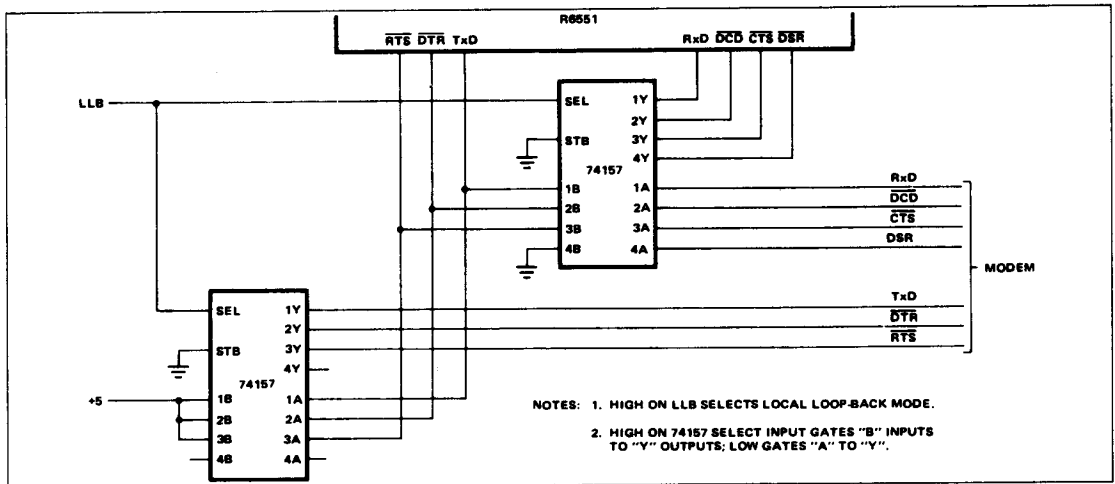 R6551
RTS DTR TxD RxD DCD CTS DSR
LLB
SEL 1Y
2Y
STB 3Y
4Y
74157
1B 1A RxD
2B 2A DCD
3B 3A CTS
4B 4A DSR
MODEM
SEL 1Y TxD
2Y DTR
STB 3Y RTS
4Y
74157
+5 1B 1A
2B 2A
3B 3A
4B 4A
NOTES: 1. HIGH ON LLB SELECTS LOCAL LOOP-BACK MODE.
2. HIGH ON 74157 SELECT INPUT GATES "B" INPUTS
TO "Y" OUTPUTS; LOW GATES "A" TO "Y".